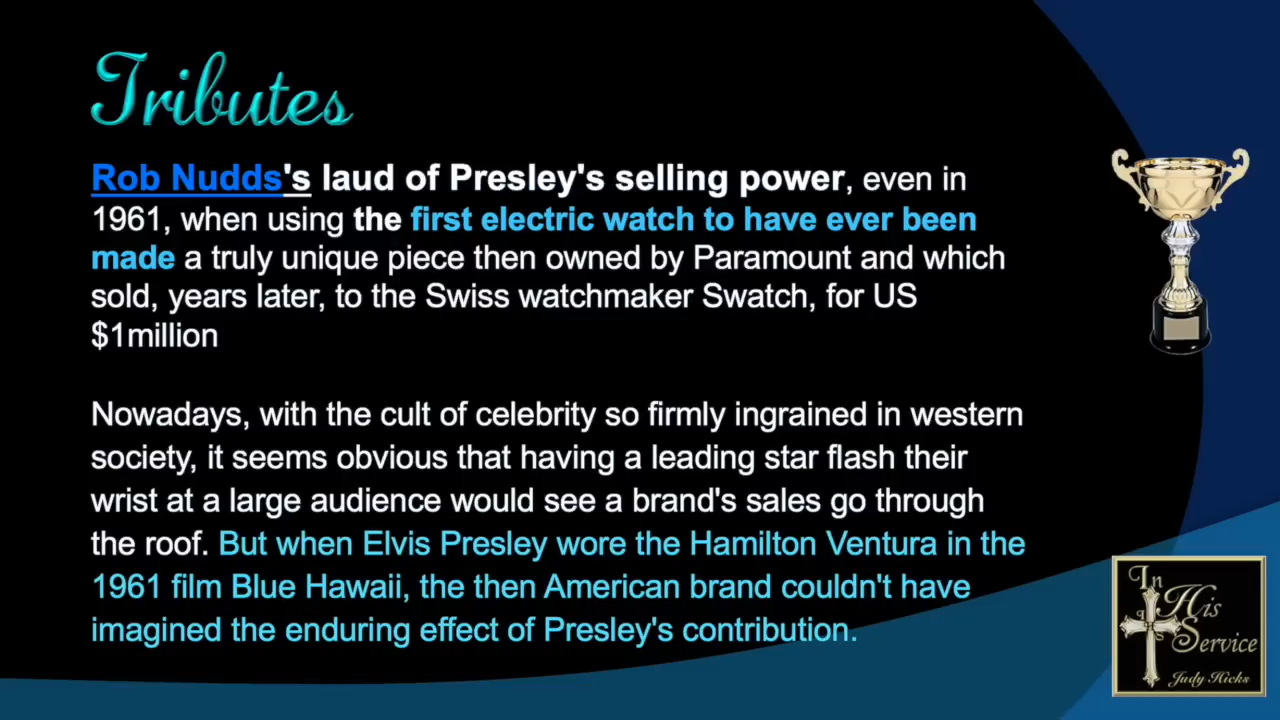 Tributes
Rob Nudds's laud of Presley's selling power, even in
1961, when using the first electric watch to have ever been
made a truly unique piece then owned by Paramount and which
sold, years later, to the Swiss watchmaker Swatch, for US
$1million
Nowadays, with the cult of celebrity so firmly ingrained in western
society, it seems obvious that having a leading star flash their
wrist at a large audience would see a brand's sales go through
the roof. But when Elvis Presley wore the Hamilton Ventura in the
1961 film Blue Hawaii, the then American brand couldn't have
imagined the enduring effect of Presley's contribution.
In
His
Service
Judy Hicks